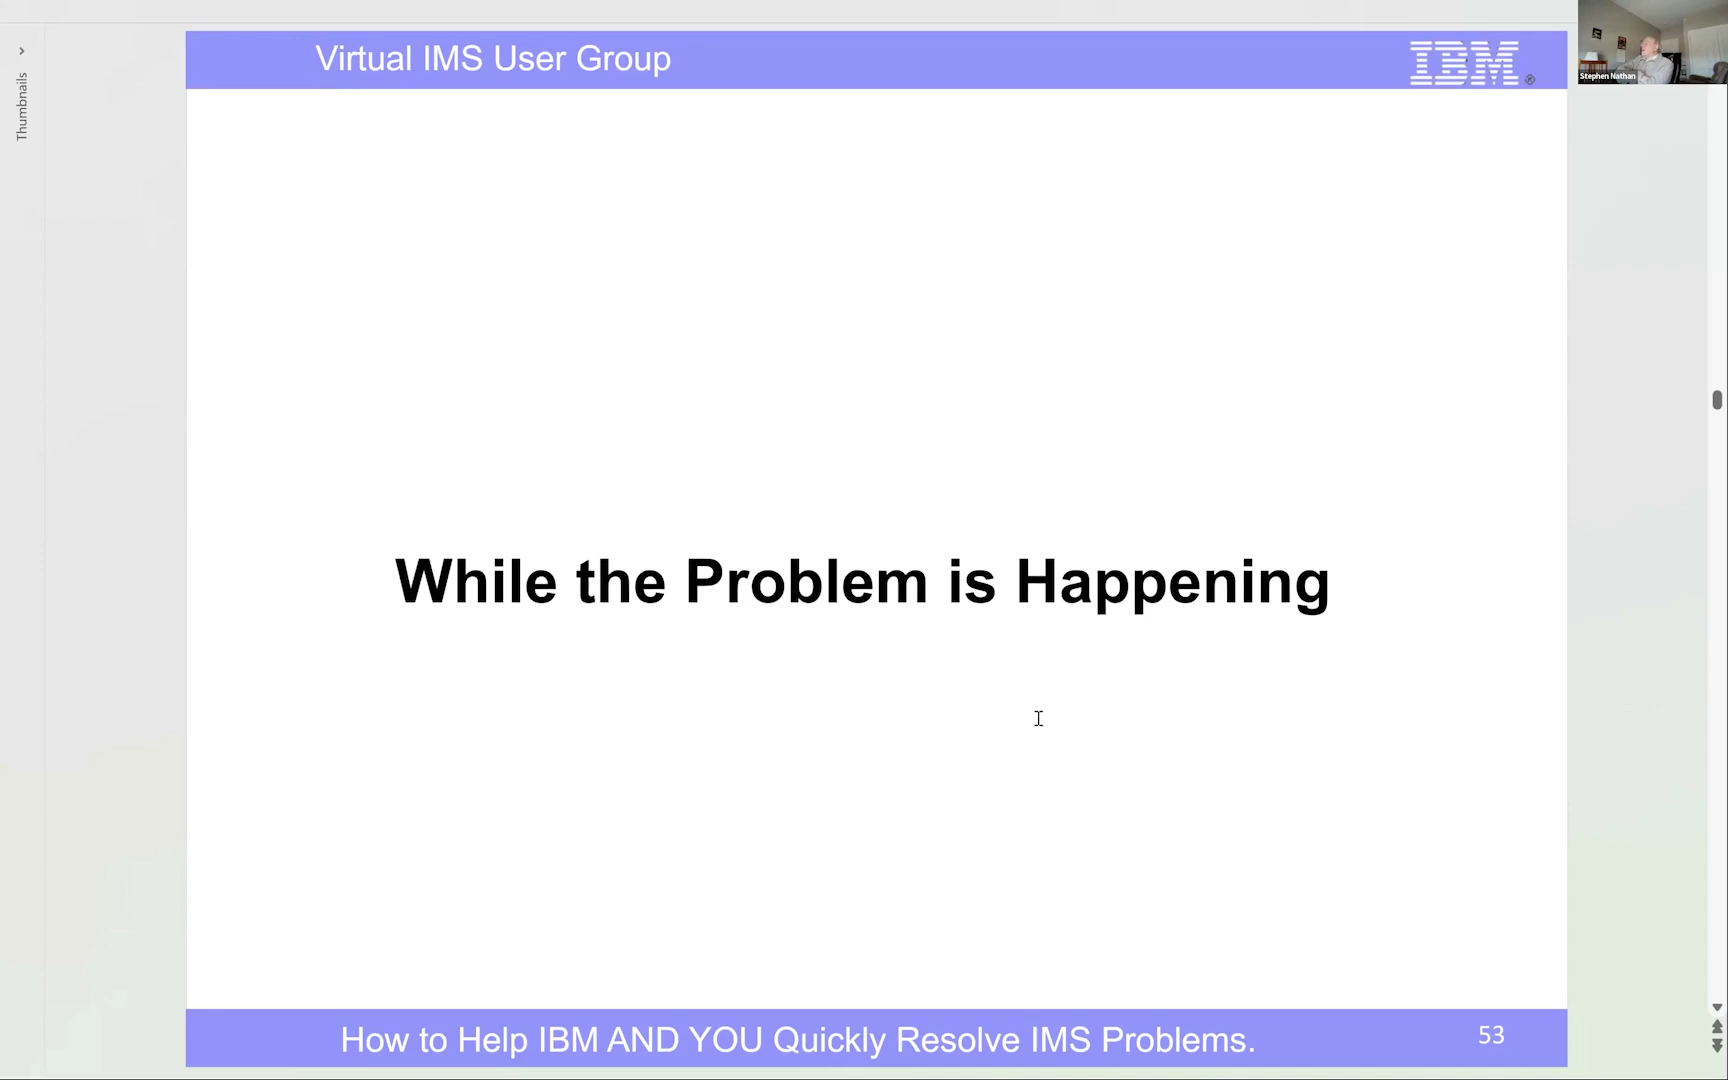 Virtual IMS User Group
IBM®
Stephen Nathan
Thumbnails
While the Problem is Happening
How to Help IBM AND YOU Quickly Resolve IMS Problems.
53